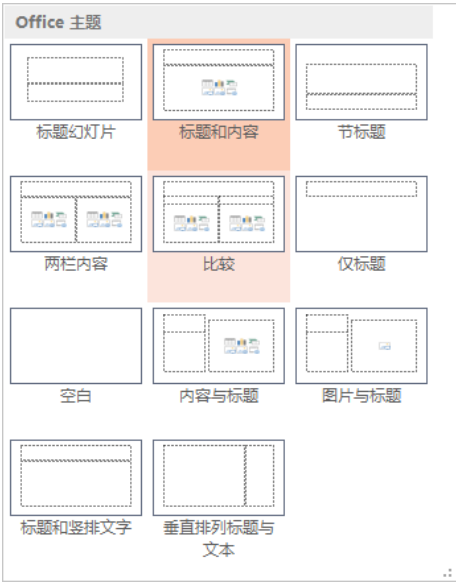 Office 主题
标题幻灯片
标题和内容
节标题
两栏内容
比较
仅标题
空白
内容与标题
图片与标题
标题和竖排文字
垂直排列标题与
文本